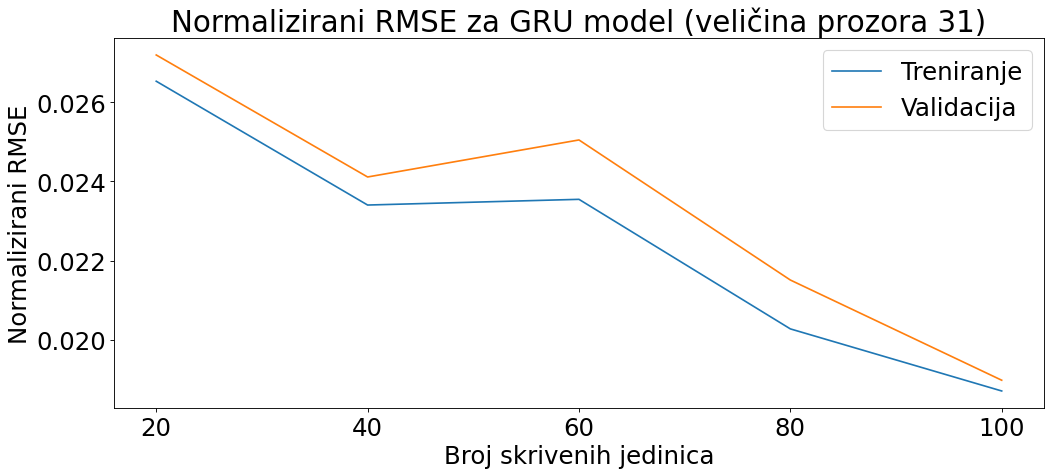 Normalizirani RMSE za GRU model (veličina prozora 31)
Treniranje
Validacija
Normalizirani RMSE
0.026
0.024
0.022
0.020
20 40 60 80 100
Broj skrivenih jedinica